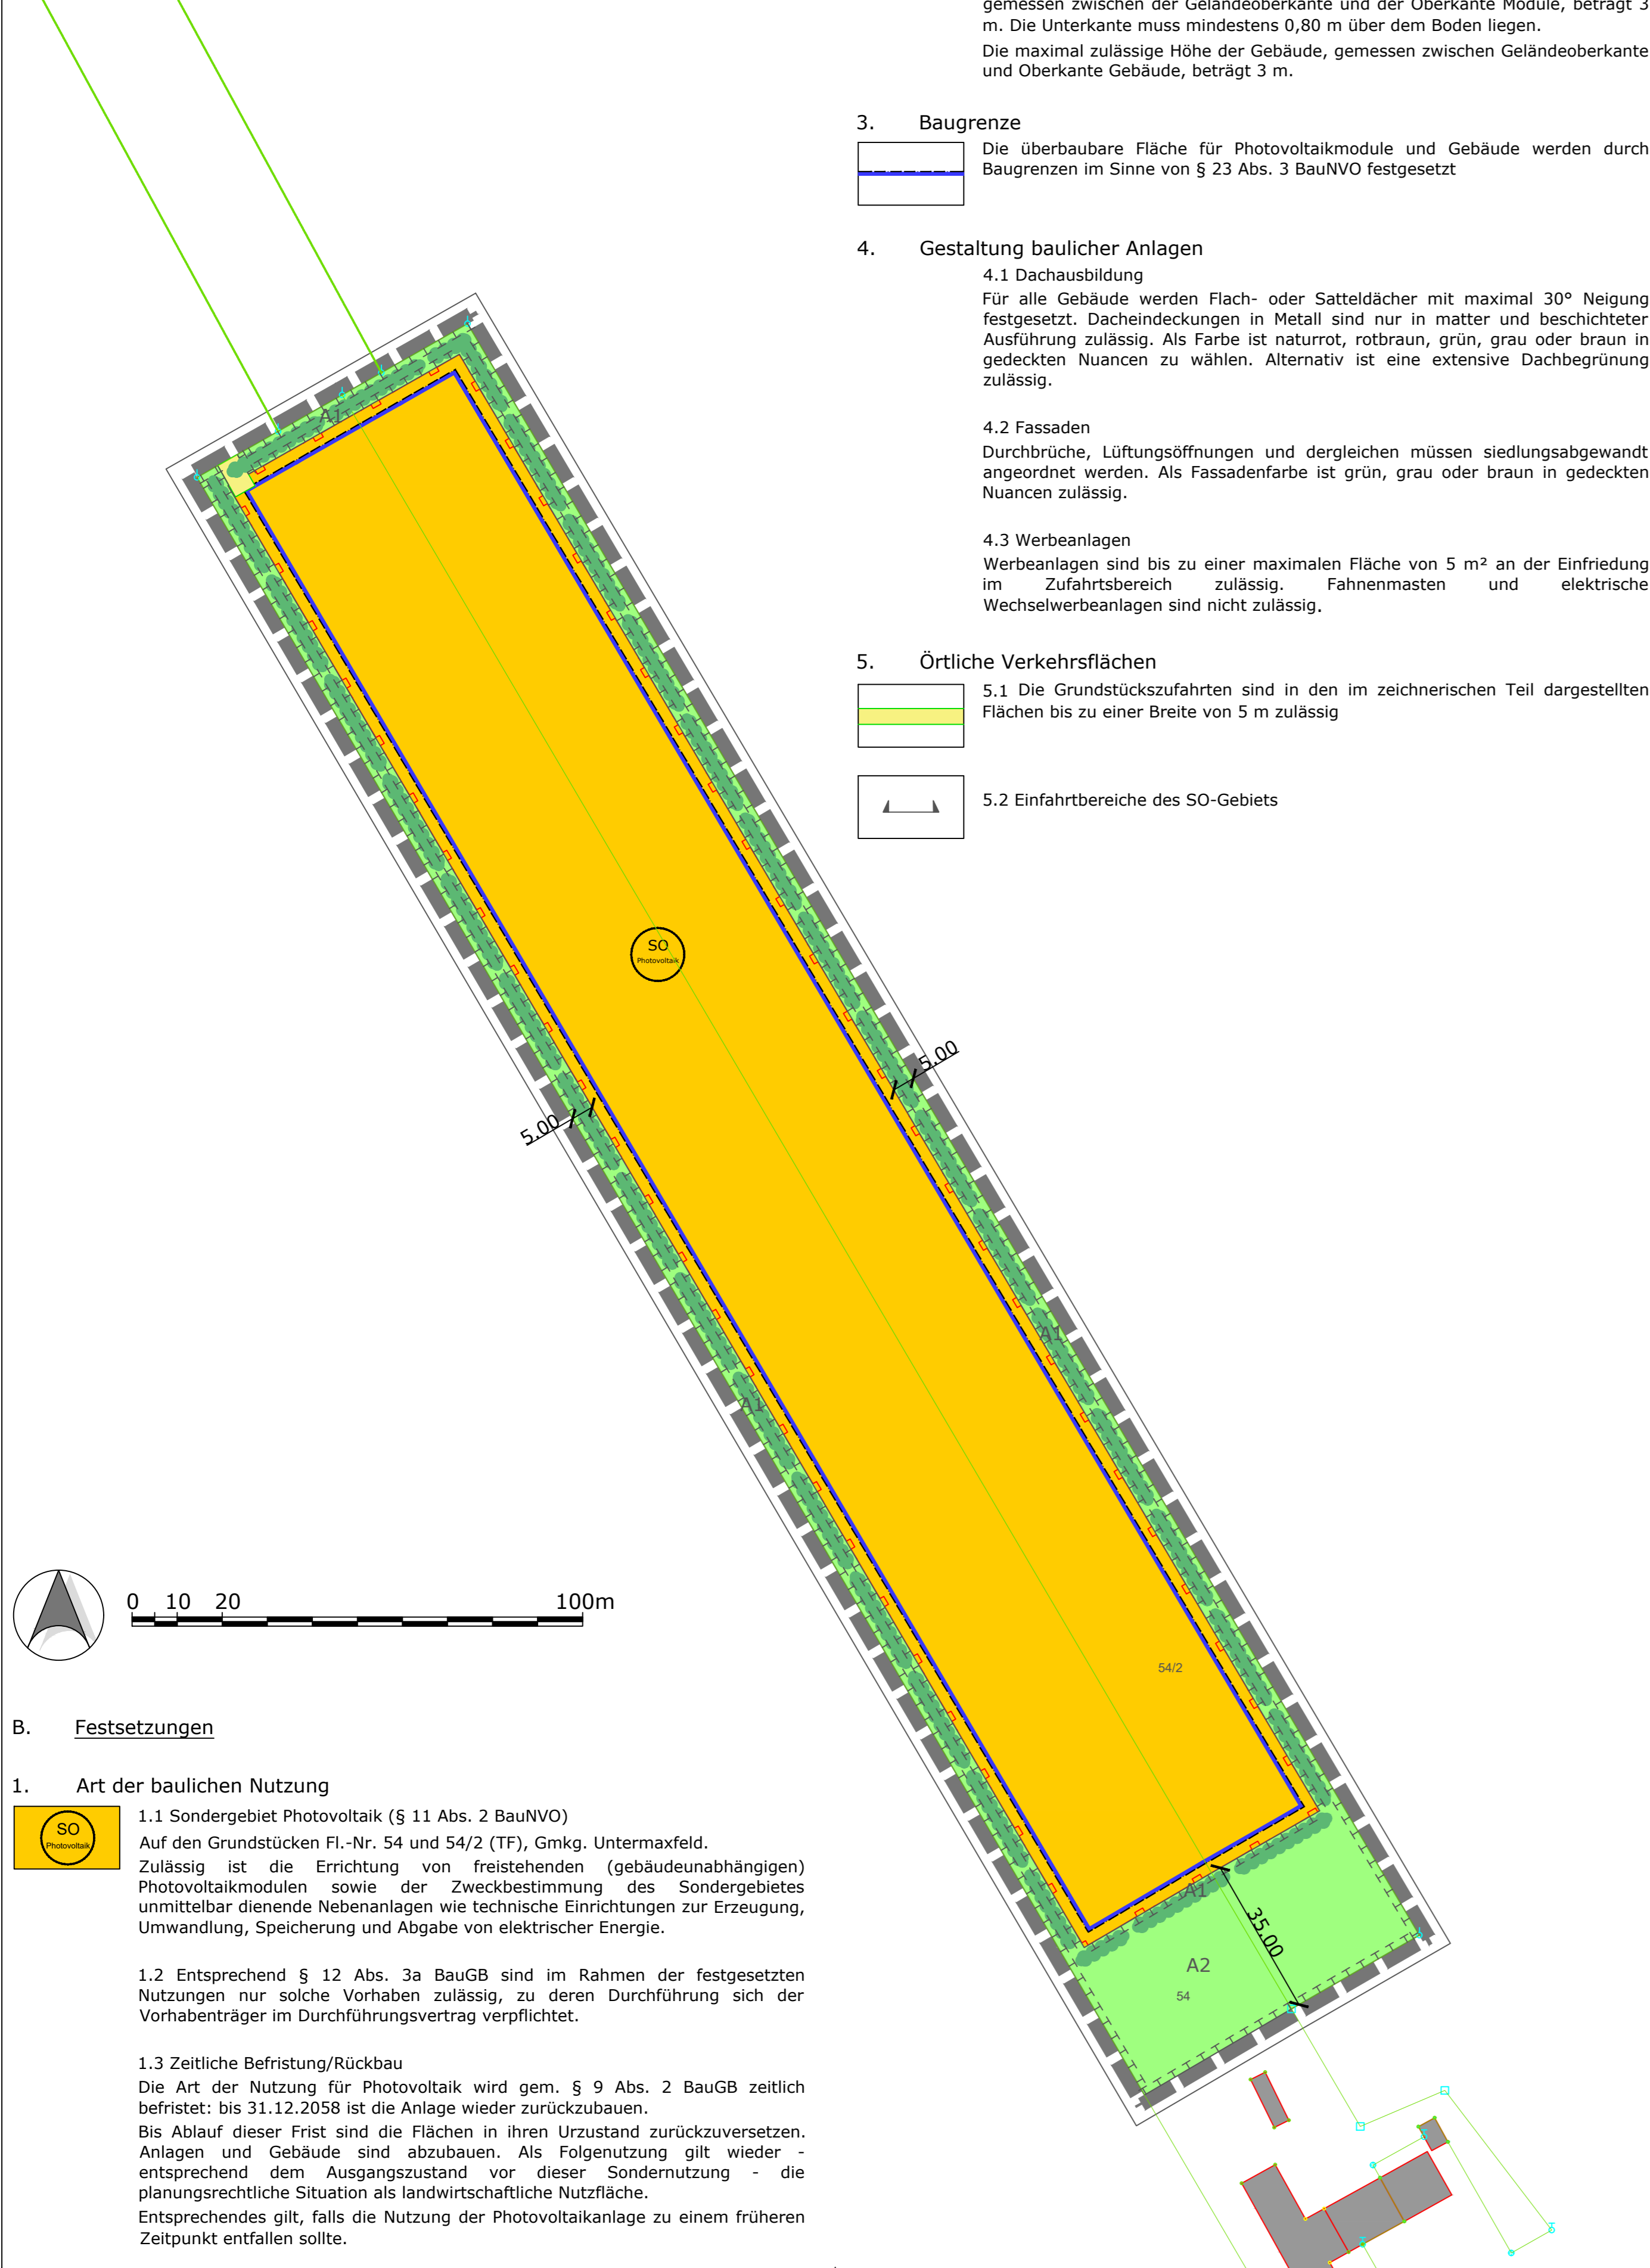 gemessen zwischen der Geländeoberkante und der Oberkante Module, beträgt 3
m. Die Unterkante muss mindestens 0,80 m über dem Boden liegen.
Die maximal zulässige Höhe der Gebäude, gemessen zwischen Geländeoberkante
und Oberkante Gebäude, beträgt 3 m.
3. Baugrenze
Die überbaubare Fläche für Photovoltaikmodule und Gebäude werden durch
Baugrenzen im Sinne von § 23 Abs. 3 BauNVO festgesetzt
4. Gestaltung baulicher Anlagen
4.1 Dachausbildung
Für alle Gebäude werden Flach- oder Satteldächer mit maximal 30° Neigung
festgesetzt. Dacheindeckungen in Metall sind nur in matter und beschichteter
Ausführung zulässig. Als Farbe ist naturrot, rotbraun, grün, grau oder braun in
gedeckten Nuancen zu wählen. Alternativ ist eine extensive Dachbegrünung
zulässig.
4.2 Fassaden
Durchbrüche, Lüftungsöffnungen und dergleichen müssen siedlungsabgewandt
angeordnet werden. Als Fassadenfarbe ist grün, grau oder braun in gedeckten
Nuancen zulässig.
4.3 Werbeanlagen
Werbeanlagen sind bis zu einer maximalen Fläche von 5 m² an der Einfriedung
im Zufahrtsbereich zulässig. Fahnenmasten und elektrische
Wechselwerbeanlagen sind nicht zulässig.
5. Örtliche Verkehrsflächen
5.1 Die Grundstückszufahrten sind in den im zeichnerischen Teil dargestellten
Flächen bis zu einer Breite von 5 m zulässig
5.2 Einfahrtbereiche des SO-Gebiets
A1
SO
Photovoltaik
5.00
5.00
A1
A1
54/2
A1
35.00
A2
54
0 10 20 100m
B. Festsetzungen
1. Art der baulichen Nutzung
SO
Photovoltaik
1.1 Sondergebiet Photovoltaik (§ 11 Abs. 2 BauNVO)
Auf den Grundstücken Fl.-Nr. 54 und 54/2 (TF), Gmkg. Untermaxfeld.
Zulässig ist die Errichtung von freistehenden (gebäudeunabhängigen)
Photovoltaikmodulen sowie der Zweckbestimmung des Sondergebietes
unmittelbar dienende Nebenanlagen wie technische Einrichtungen zur Erzeugung,
Umwandlung, Speicherung und Abgabe von elektrischer Energie.
1.2 Entsprechend § 12 Abs. 3a BauGB sind im Rahmen der festgesetzten
Nutzungen nur solche Vorhaben zulässig, zu deren Durchführung sich der
Vorhabenträger im Durchführungsvertrag verpflichtet.
1.3 Zeitliche Befristung/Rückbau
Die Art der Nutzung für Photovoltaik wird gem. § 9 Abs. 2 BauGB zeitlich
befristet: bis 31.12.2058 ist die Anlage wieder zurückzubauen.
Bis Ablauf dieser Frist sind die Flächen in ihren Urzustand zurückzuversetzen.
Anlagen und Gebäude sind abzubauen. Als Folgenutzung gilt wieder -
entsprechend dem Ausgangszustand vor dieser Sondernutzung - die
planungsrechtliche Situation als landwirtschaftliche Nutzfläche.
Entsprechendes gilt, falls die Nutzung der Photovoltaikanlage zu einem früheren
Zeitpunkt entfallen sollte.